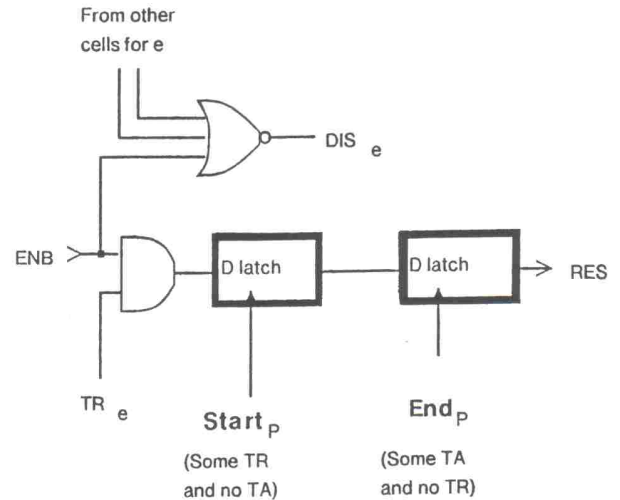 From other
cells for e
DIS e
ENB
D latch
D latch
RES
TR e
Start P
End P
(Some TR
and no TA)
(Some TA
and no TR)